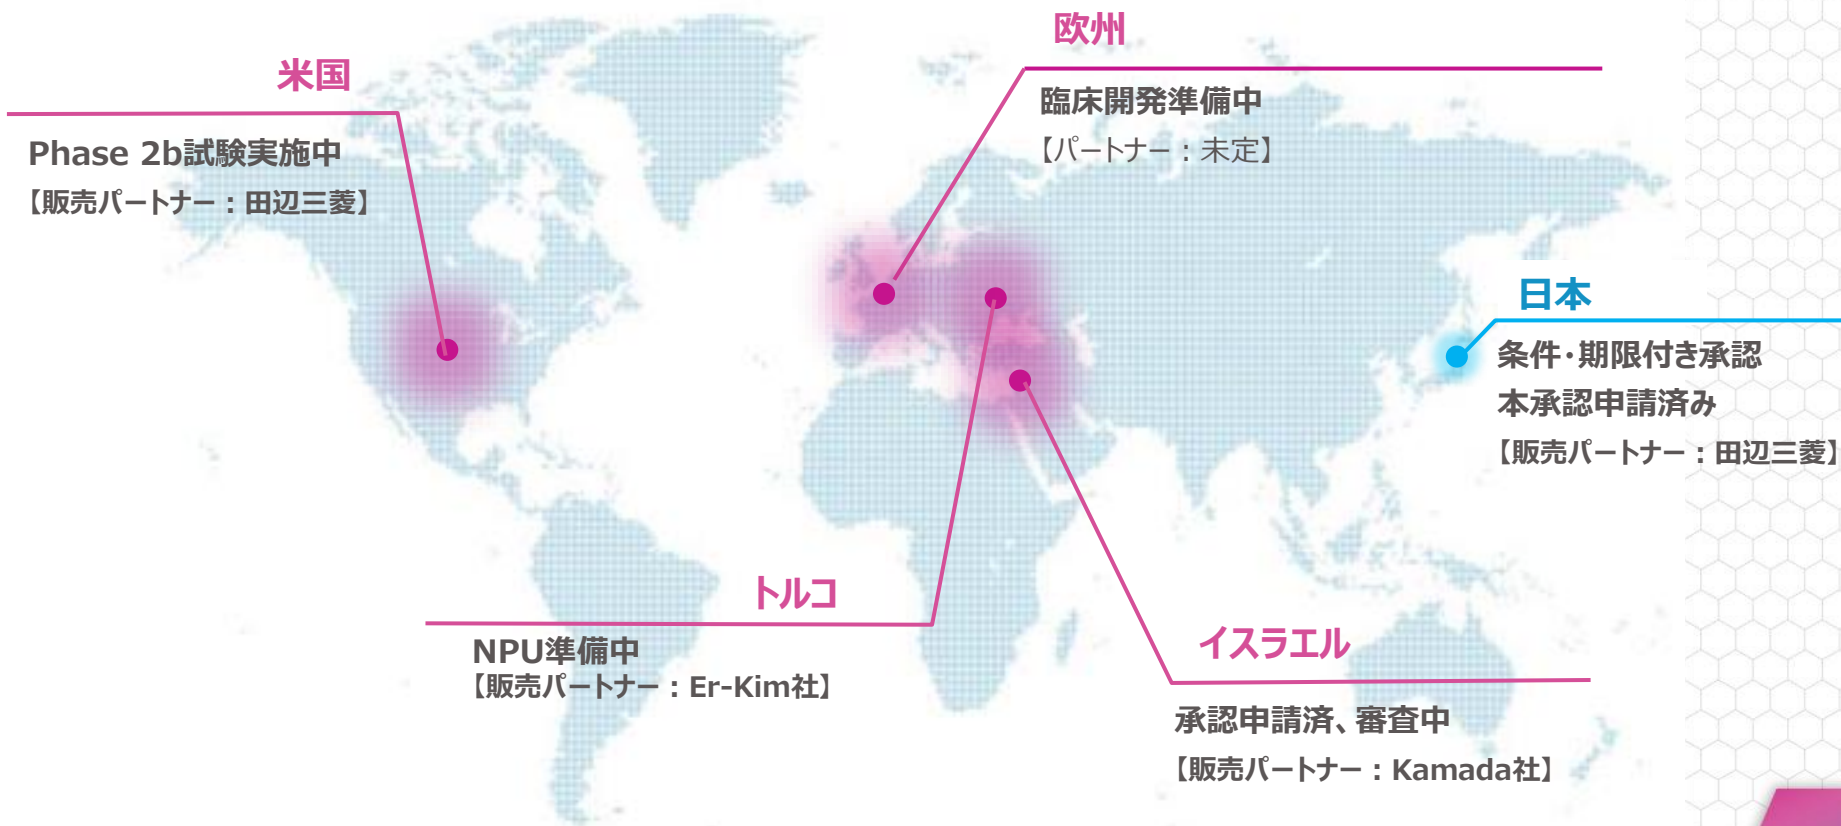 米国
Phase 2b試験実施中
【販売パートナー：田辺三菱】
欧州
臨床開発準備中
【パートナー：未定】
日本
条件・期限付き承認
本承認申請済み
【販売パートナー：田辺三菱】
トルコ
NPU準備中
【販売パートナー：Er-Kim社】
イスラエル
承認申請済、審査中
【販売パートナー：Kamada社】